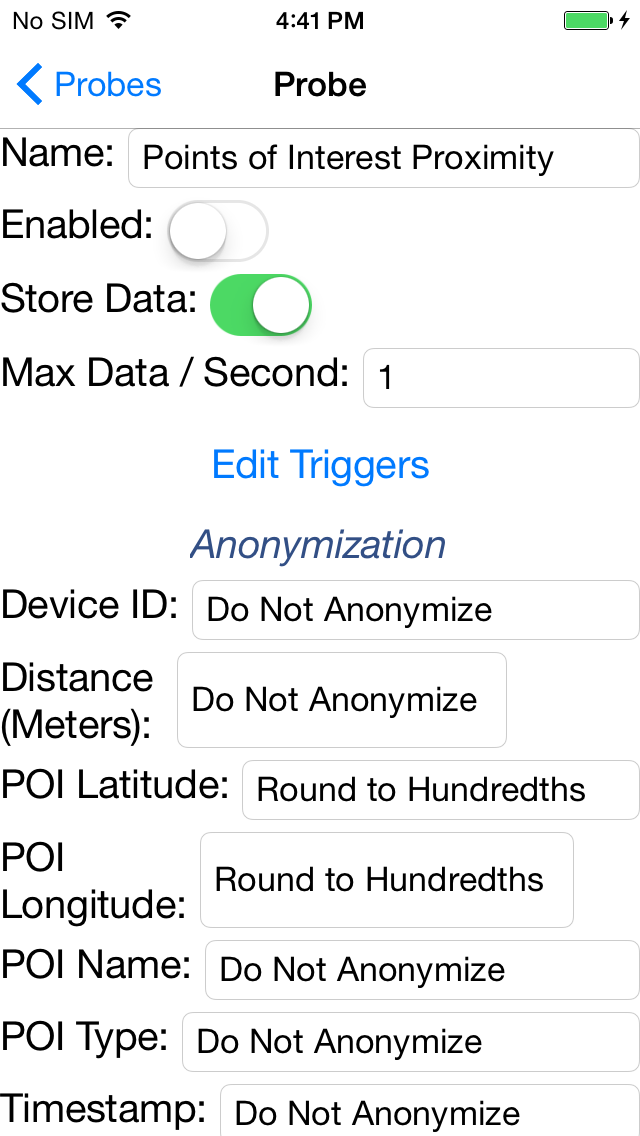 No SIM 4:41 PM
Probes Probe
Name: Points of Interest Proximity
Enabled:
Store Data:
Max Data / Second: 1
Edit Triggers
Anonymization
Device ID: Do Not Anonymize
Distance
(Meters): Do Not Anonymize
POI Latitude: Round to Hundredths
POI
Longitude: Round to Hundredths
POI Name: Do Not Anonymize
POI Type: Do Not Anonymize
Timestamp: Do Not Anonymize